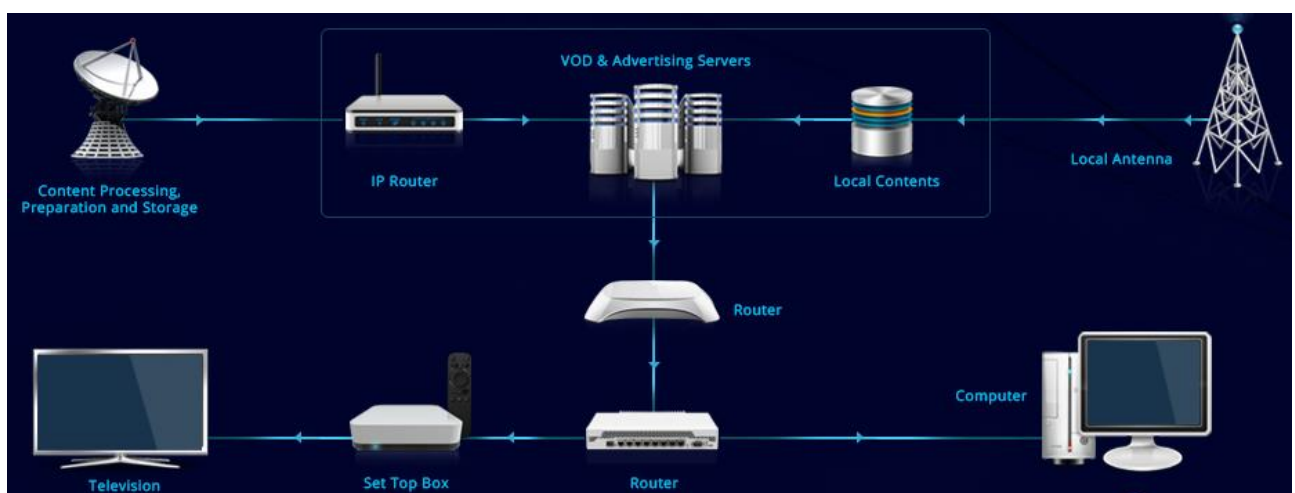 VOD & Advertising Servers
Local Antenna
Content Processing,
Preparation and Storage
IP Router
Local Contents
Router
Computer
Television
Set Top Box
Router